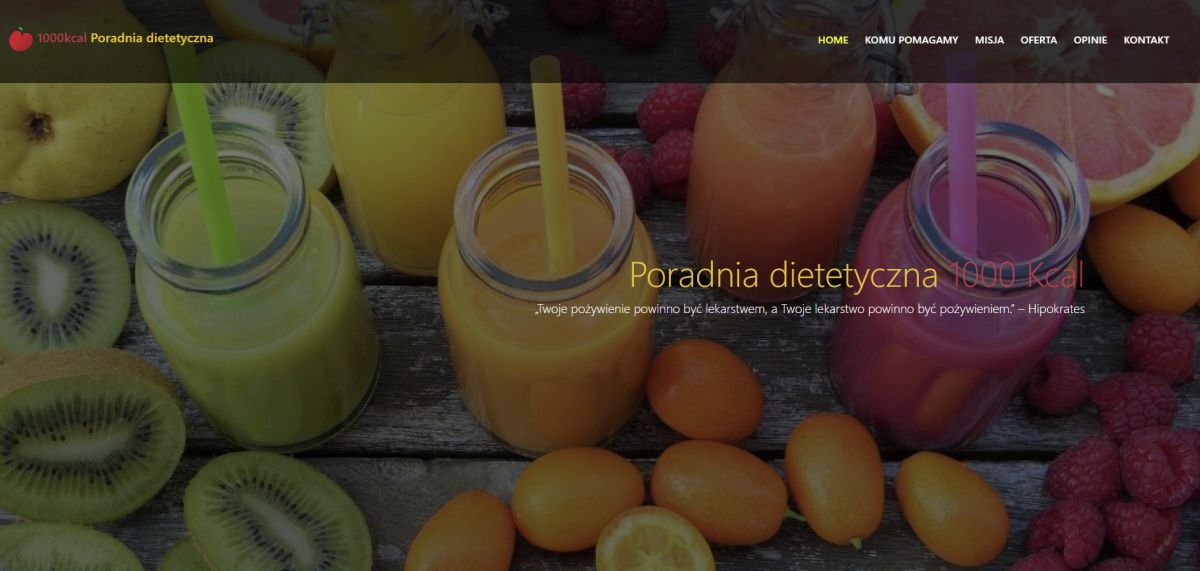 1000kcal Poradnia dietetyczna
HOME KOMU POMAGAMY MISJA OFERTA OPINIE KONTAKT
Poradnia dietetyczna 1000 Kcal
„Twoje pożywienie powinno być lekarstwem, a Twoje lekarstwo powinno być pożywieniem.” – Hipokrates